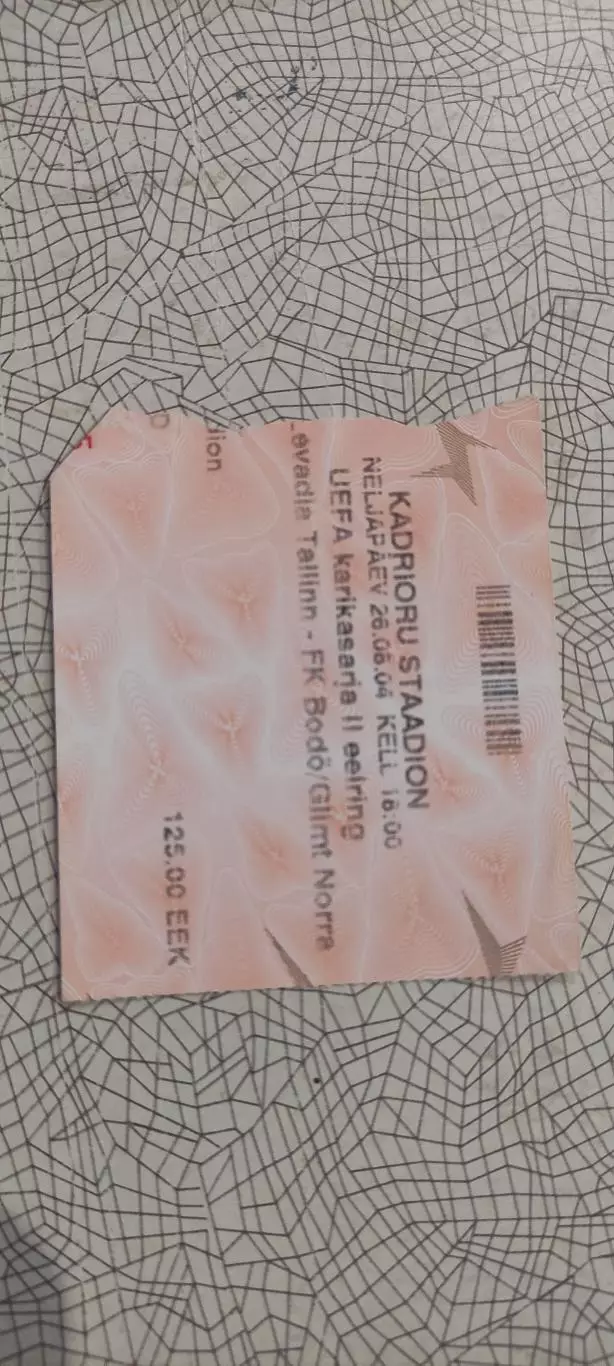 KADRIORU STAADION
NELJAPÄEV 26.08.04 KELL 18:00
UEFA karikasarja II eelring
Levadia Tallinn - FK Bodö/Glimt Norra
dion
125.00 EEK